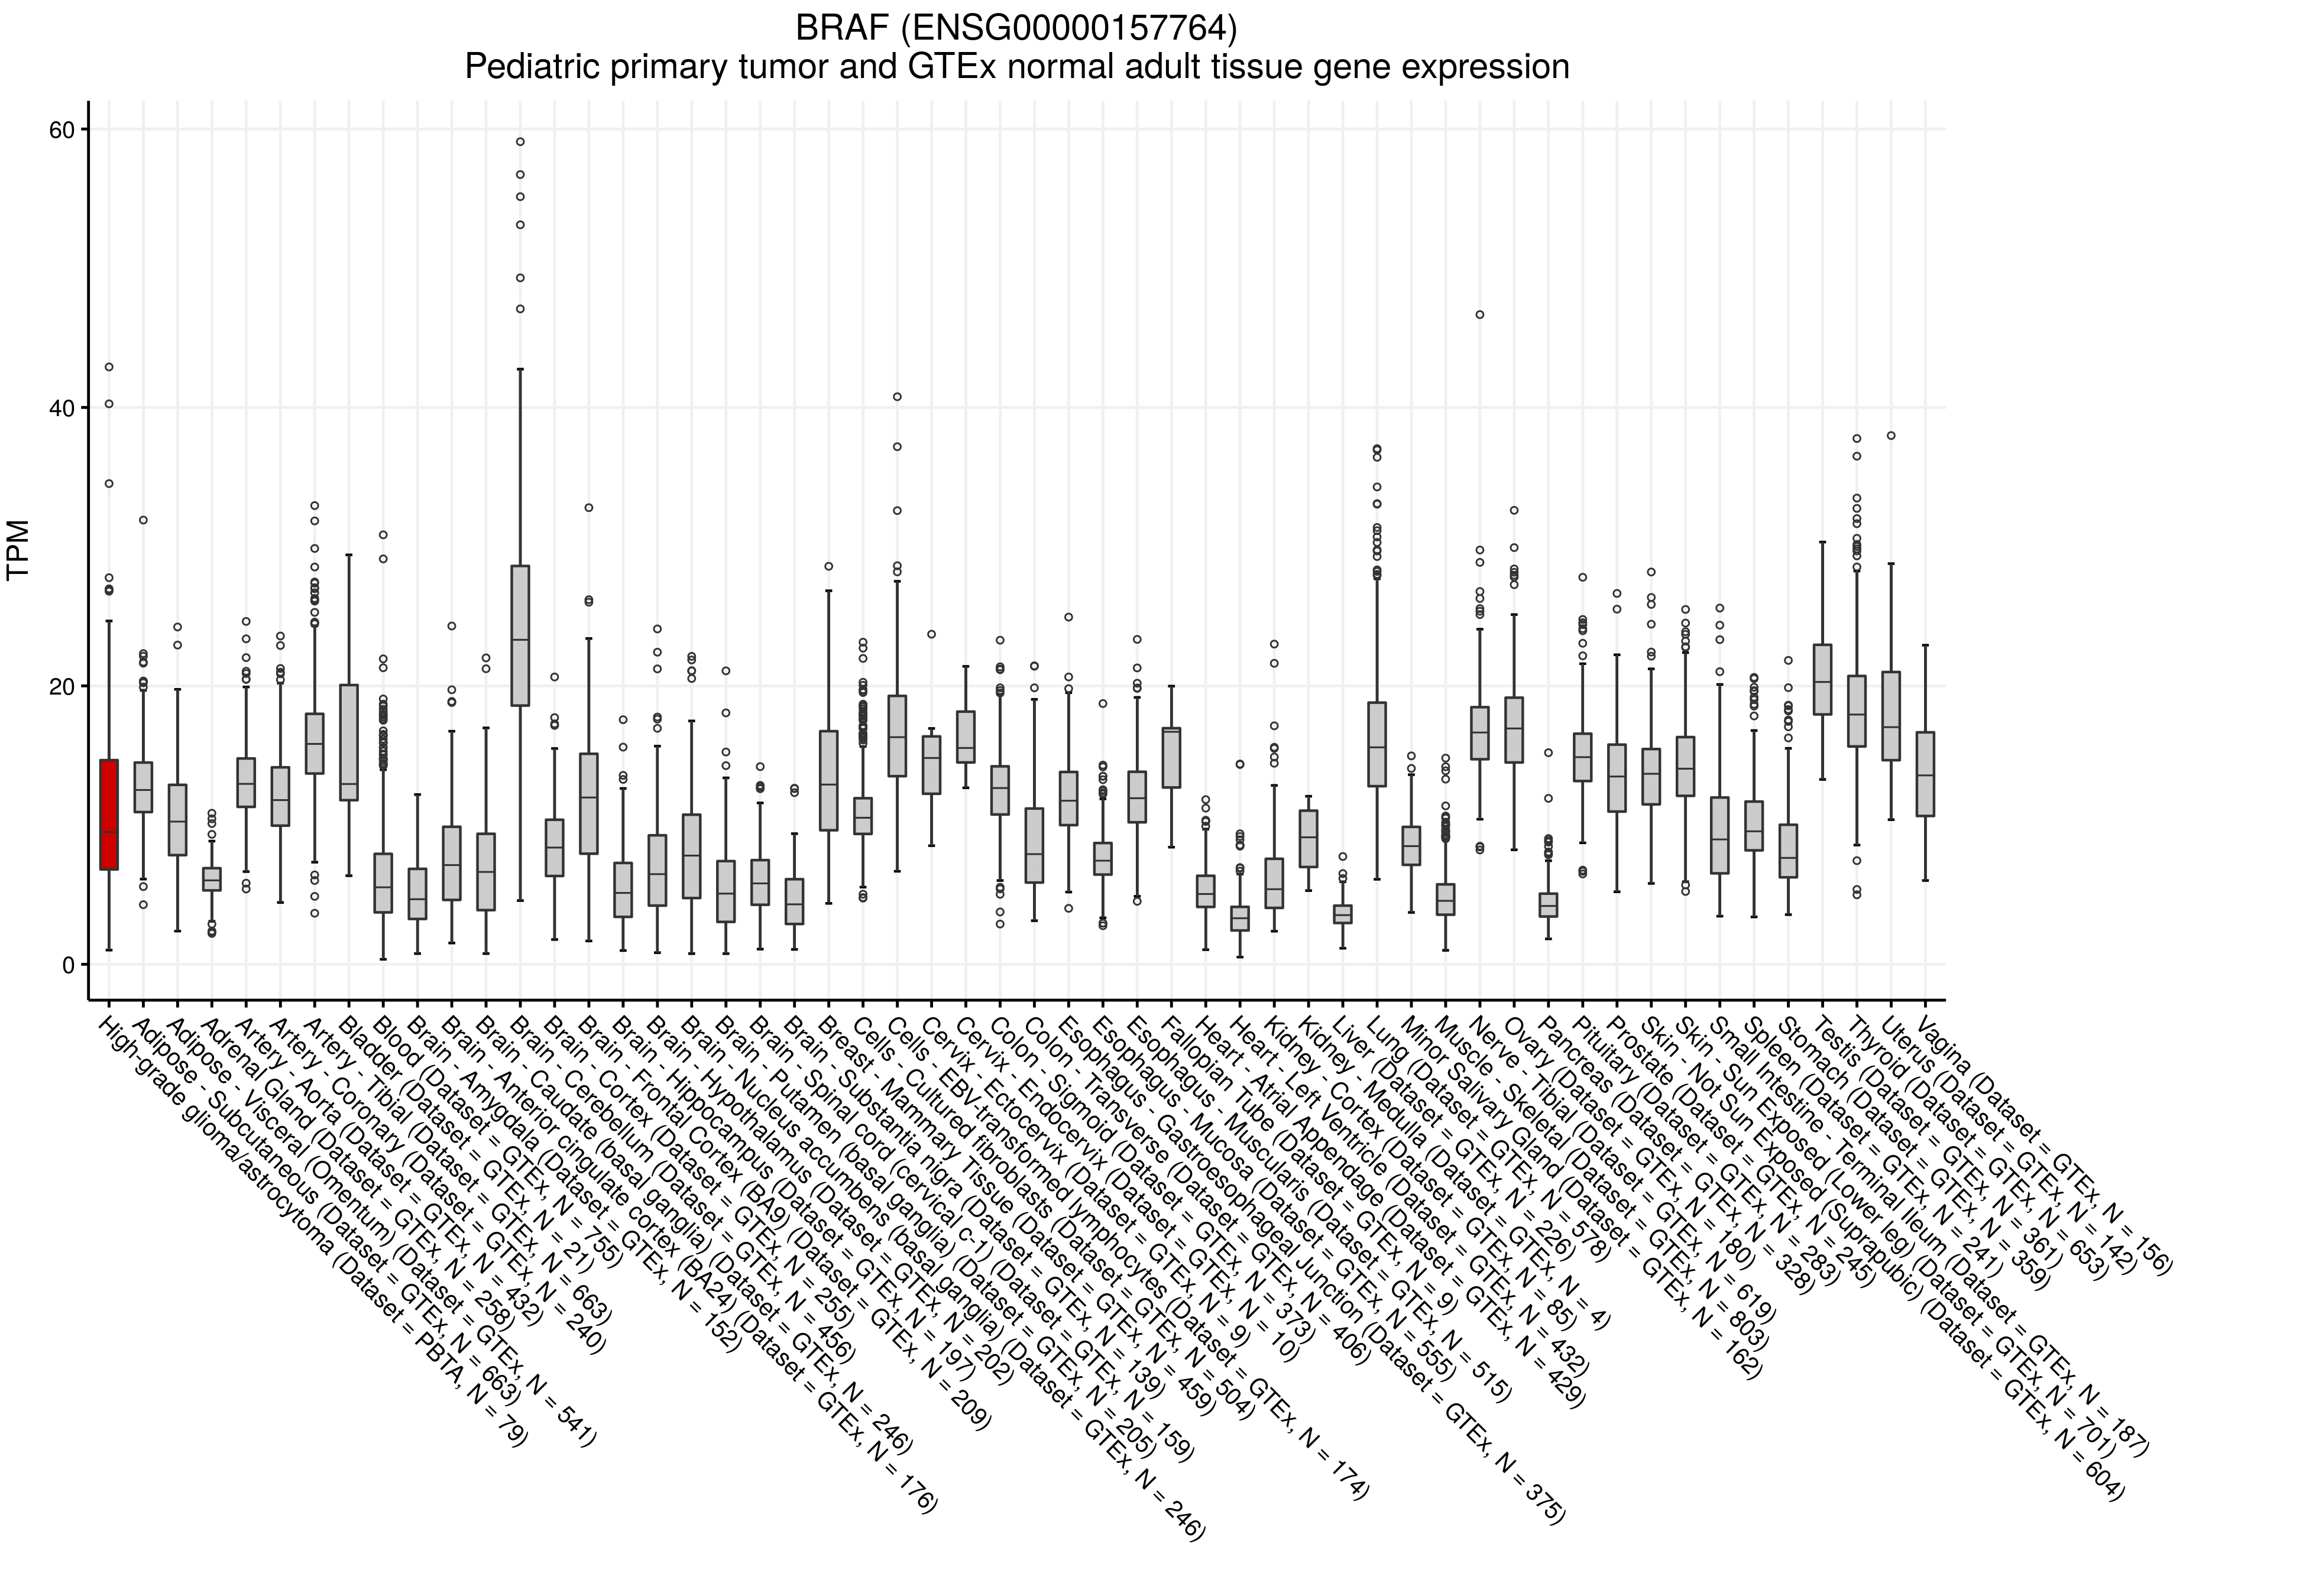 BRAF (ENSG00000157764)
Pediatric primary tumor and GTEx normal adult tissue gene expression
TPM
60
40
20
0
High-grade glioma/astrocytoma (Dataset = PBTA, N = 79)
Adipose - Subcutaneous (Dataset = GTEx, N = 663)
Adipose - Visceral (Omentum) (Dataset = GTEx, N = 541)
Adrenal Gland (Dataset = GTEx, N = 258)
Artery - Aorta (Dataset = GTEx, N = 432)
Artery - Coronary (Dataset = GTEx, N = 240)
Artery - Tibial (Dataset = GTEx, N = 663)
Bladder (Dataset = GTEx, N = 21)
Blood (Dataset = GTEx, N = 755)
Brain - Amygdala (Dataset = GTEx, N = 152)
Brain - Anterior cingulate cortex (BA24) (Dataset = GTEx, N = 176)
Brain - Caudate (basal ganglia) (Dataset = GTEx, N = 246)
Brain - Cerebellum (Dataset = GTEx, N = 456)
Brain - Cortex (Dataset = GTEx, N = 255)
Brain - Frontal Cortex (BA9) (Dataset = GTEx, N = 209)
Brain - Hippocampus (Dataset = GTEx, N = 197)
Brain - Hypothalamus (Dataset = GTEx, N = 202)
Brain - Nucleus accumbens (basal ganglia) (Dataset = GTEx, N = 246)
Brain - Putamen (basal ganglia) (Dataset = GTEx, N = 205)
Brain - Spinal cord (cervical c-1) (Dataset = GTEx, N = 159)
Brain - Substantia nigra (Dataset = GTEx, N = 139)
Breast - Mammary Tissue (Dataset = GTEx, N = 459)
Cells - Cultured fibroblasts (Dataset = GTEx, N = 504)
Cells - EBV-transformed lymphocytes (Dataset = GTEx, N = 174)
Cervix - Ectocervix (Dataset = GTEx, N = 9)
Cervix - Endocervix (Dataset = GTEx, N = 10)
Colon - Sigmoid (Dataset = GTEx, N = 373)
Colon - Transverse (Dataset = GTEx, N = 406)
Esophagus - Gastroesophageal Junction (Dataset = GTEx, N = 375)
Esophagus - Mucosa (Dataset = GTEx, N = 555)
Esophagus - Muscularis (Dataset = GTEx, N = 515)
Fallopian Tube (Dataset = GTEx, N = 9)
Heart - Atrial Appendage (Dataset = GTEx, N = 429)
Heart - Left Ventricle (Dataset = GTEx, N = 432)
Kidney - Cortex (Dataset = GTEx, N = 85)
Kidney - Medulla (Dataset = GTEx, N = 4)
Liver (Dataset = GTEx, N = 226)
Lung (Dataset = GTEx, N = 578)
Minor Salivary Gland (Dataset = GTEx, N = 162)
Muscle - Skeletal (Dataset = GTEx, N = 803)
Nerve - Tibial (Dataset = GTEx, N = 619)
Ovary (Dataset = GTEx, N = 180)
Pancreas (Dataset = GTEx, N = 328)
Pituitary (Dataset = GTEx, N = 283)
Prostate (Dataset = GTEx, N = 245)
Skin - Not Sun Exposed (Suprapubic) (Dataset = GTEx, N = 604)
Skin - Sun Exposed (Lower leg) (Dataset = GTEx, N = 701)
Small Intestine - Terminal Ileum (Dataset = GTEx, N = 187)
Spleen (Dataset = GTEx, N = 241)
Stomach (Dataset = GTEx, N = 359)
Testis (Dataset = GTEx, N = 361)
Thyroid (Dataset = GTEx, N = 653)
Uterus (Dataset = GTEx, N = 142)
Vagina (Dataset = GTEx, N = 156)